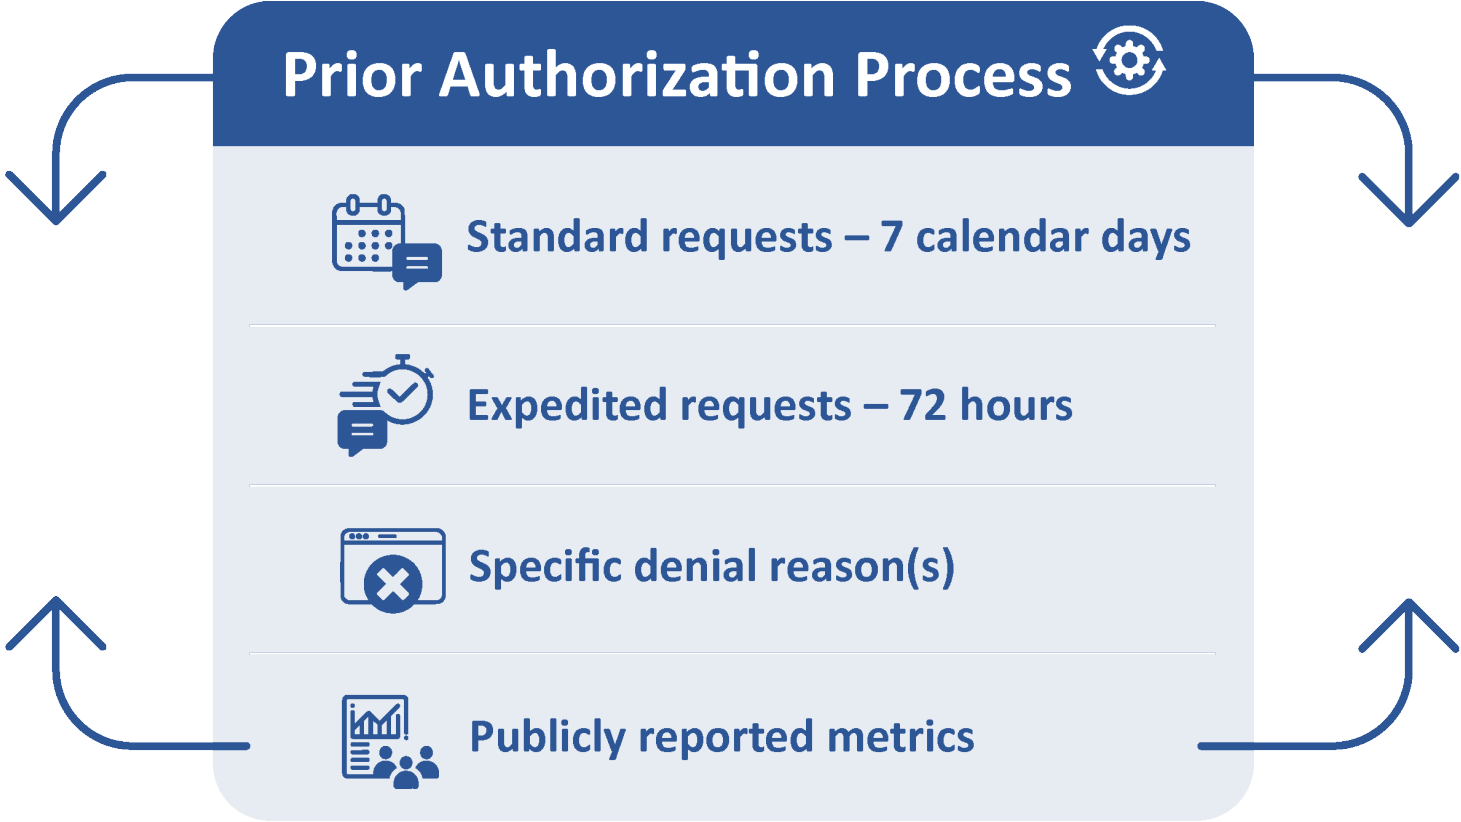 Prior Authorization Process
Standard requests – 7 calendar days
Expedited requests – 72 hours
Specific denial reason(s)
Publicly reported metrics